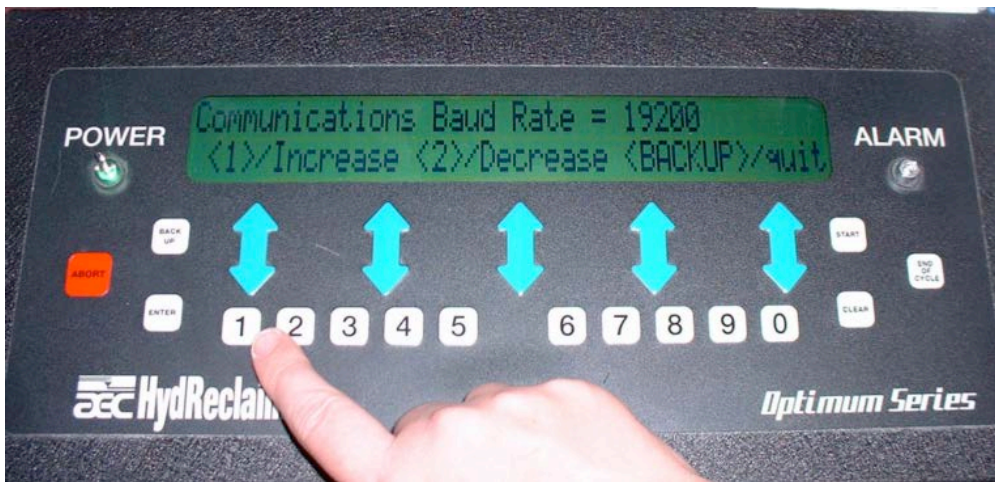 Communications Baud Rate = 19200
<1>/Increase <2>/Decrease <BACKUP>/quit
POWER
ALARM
BACK
UP
START
ABORT
END
OF
CYCLE
ENTER
CLEAR
1 2 3 4 5 6 7 8 9 0
aec HydReclaim
Optimum Series